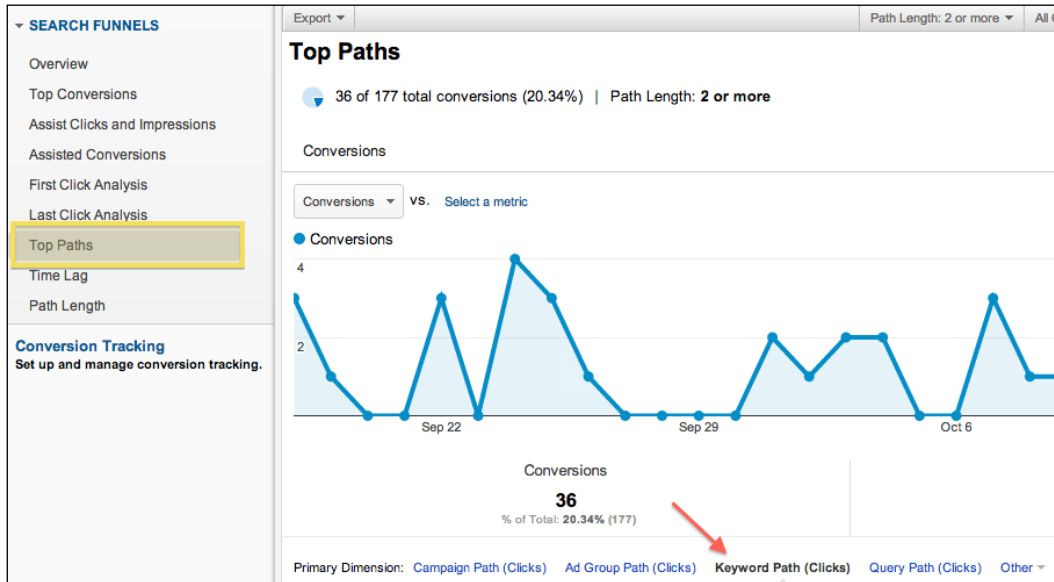 SEARCH FUNNELS
Overview
Top Conversions
Assist Clicks and Impressions
Assisted Conversions
First Click Analysis
Last Click Analysis
Top Paths
Time Lag
Path Length
Conversion Tracking
Set up and manage conversion tracking.
Export
Path Length: 2 or more
All
Top Paths
36 of 177 total conversions (20.34%) | Path Length: 2 or more
Conversions
Conversions VS. Select a metric
Conversions
4
2
Sep 22 Sep 29 Oct 6
Conversions
36
% of Total: 20.34% (177)
Primary Dimension: Campaign Path (Clicks) Ad Group Path (Clicks) Keyword Path (Clicks) Query Path (Clicks) Other